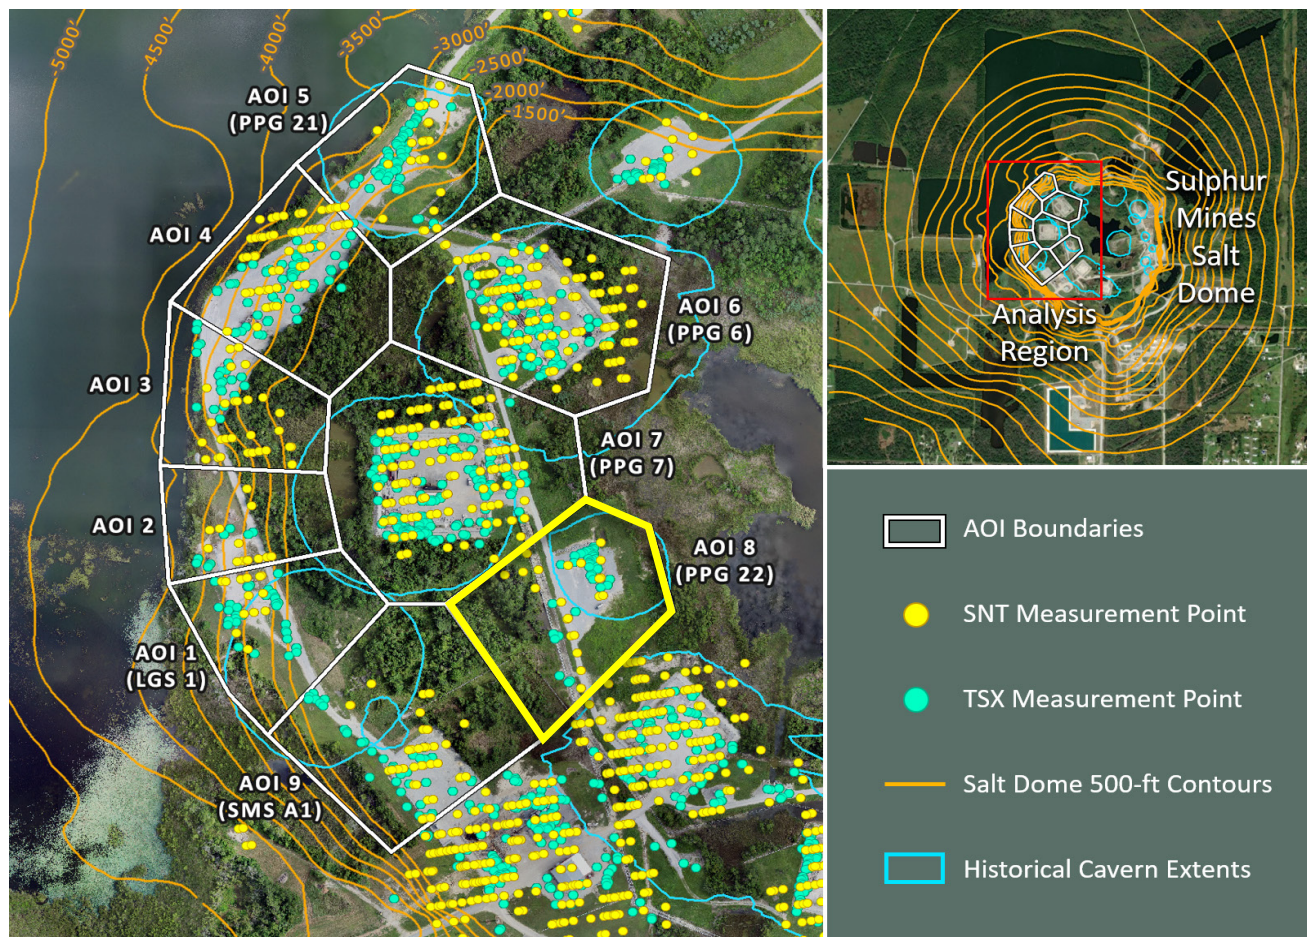 -5000'
-4500'
-4000'
-3500'
-3000'
-2500'
-2000'
-1500'
AOI 5
(PPG 21)
AOI 4
AOI 3
AOI 2
AOI 1
(LGS 1)
AOI 9
(SMS A1)
AOI 6
(PPG 6)
AOI 7
(PPG 7)
AOI 8
(PPG 22)
Sulphur
Mines
Salt
Dome
Analysis
Region
AOI Boundaries
SNT Measurement Point
TSX Measurement Point
Salt Dome 500-ft Contours
Historical Cavern Extents